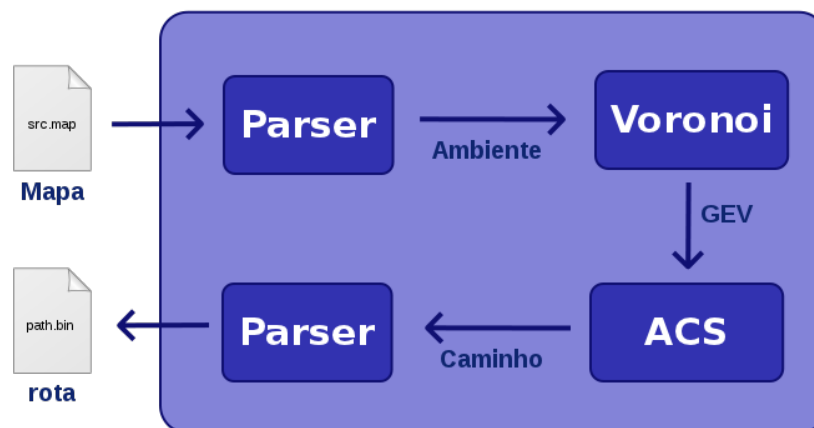 src.map
Mapa
Parser
Ambiente
Voronoi
GEV
ACS
Caminho
Parser
path.bin
rota